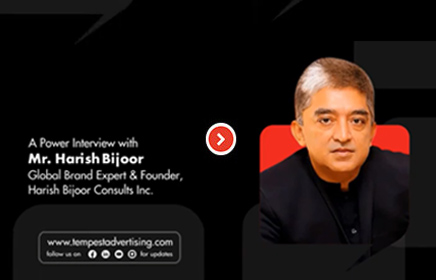 A Power Interview with
Mr. Harish Bijoor
Global Brand Expert & Founder,
Harish Bijoor Consults Inc.
www.tempestadvertising.com
follow us on for updates